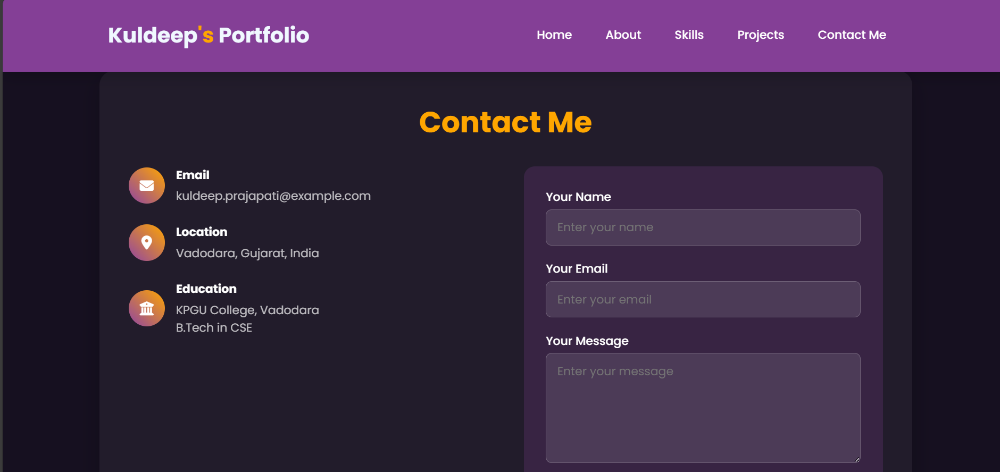 Kuldeep's Portfolio
Home About Skills Projects Contact Me
Contact Me
Email
kuldeep.prajapati@example.com
Location
Vadodara, Gujarat, India
Education
KPGU College, Vadodara
B.Tech in CSE
Your Name
Enter your name
Your Email
Enter your email
Your Message
Enter your message